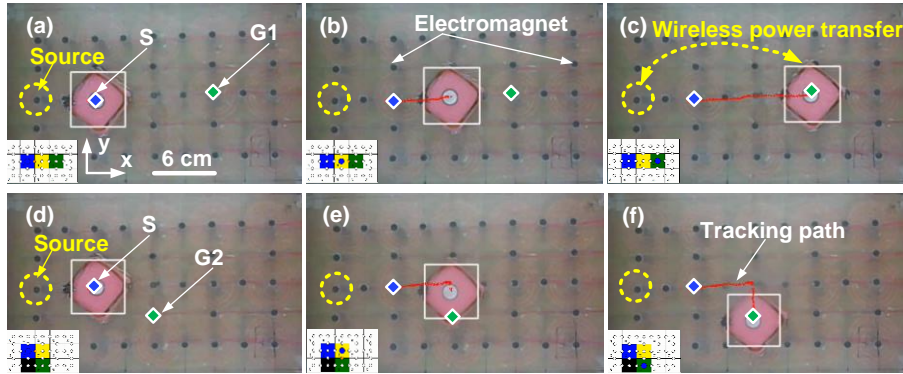 (a)
Source
S
G1
y
x
6 cm
(b)
Electromagnet
(c)
Wireless power transfer
(d)
Source
S
G2
(e)
(f)
Tracking path